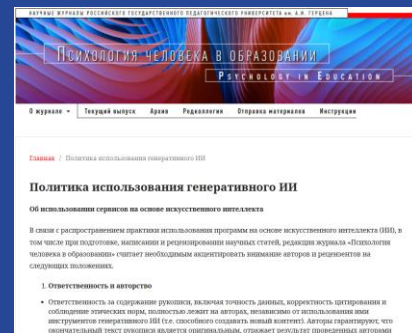 НАУЧНЫЕ ЖУРНАЛЫ РОССИЙСКОГО ГОСУДАРСТВЕННОГО ПЕДАГОГИЧЕСКОГО УНИВЕРСИТЕТА им. А.И. ГЕРЦЕНА
ПСИХОЛОГИЯ ЧЕЛОВЕКА В ОБРАЗОВАНИИ
PSYCHOLOGY IN EDUCATION
О журнале Текущий выпуск Архив Редколлегия Отправка материалов Инструкции
Главная / Политика использования генеративного ИИ
Политика использования генеративного ИИ
Об использовании сервисов на основе искусственного интеллекта
В связи с распространением практики использования программ на основе искусственного интеллекта (ИИ), в
том числе при подготовке, написании и рецензировании научных статей, редакция журнала «Психология
человека в образовании» считает необходимым акцентировать внимание авторов и рецензентов на
следующих положениях.
1. Ответственность и авторство
• Ответственность за содержание рукописи, включая точность данных, корректность цитирования и
соблюдение этических норм, полностью лежит на авторах, независимо от использования ими
инструментов генеративного ИИ (т.е. способного создавать новый контент). Авторы гарантируют, что
окончательный текст рукописи является оригинальным, отражает результат проведенных авторами